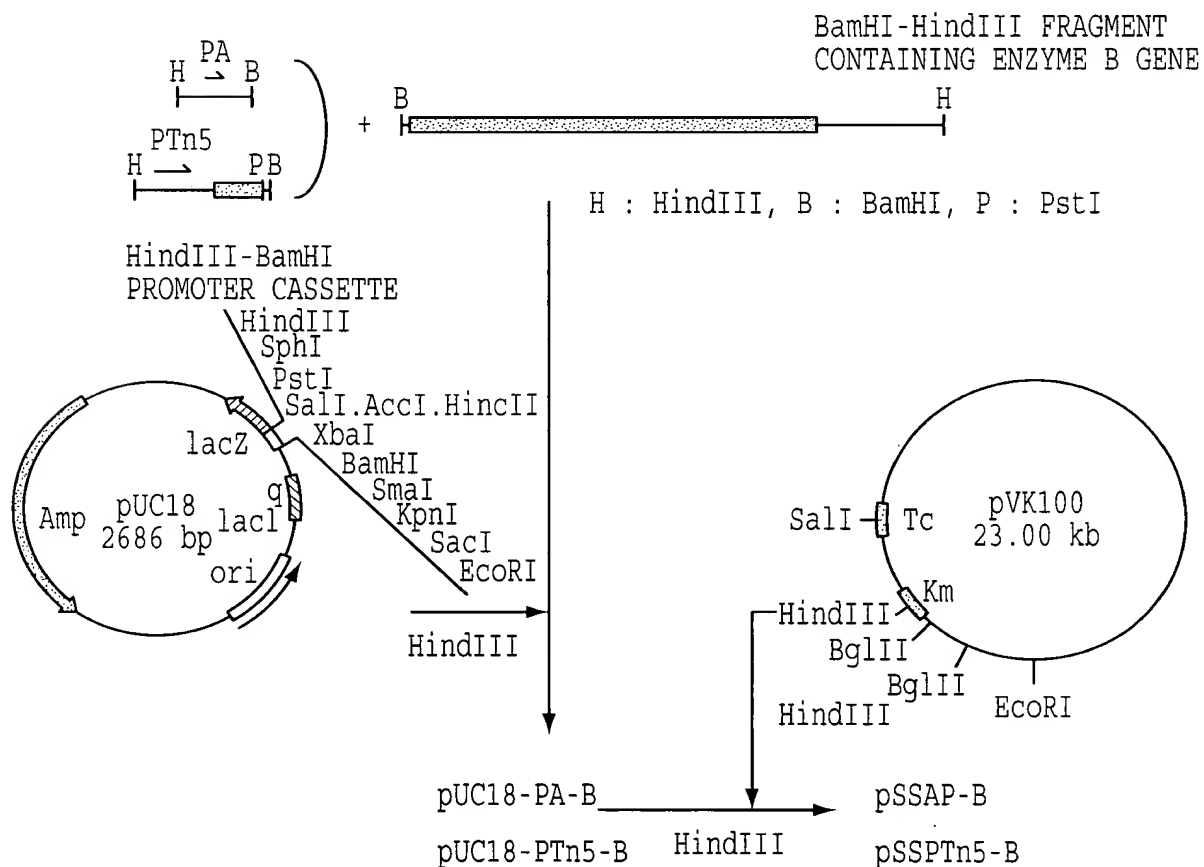 BamHI-HindIII FRAGMENT
CONTAINING ENZYME B GENE
PA
H B
B H
+
PTn5
H PB
H : HindIII, B : BamHI, P : PstI
HindIII-BamHI
PROMOTER CASSETTE
HindIII
SphI
PstI
SalI.AccI.HincII
XbaI
BamHI
SmaI
KpnI
SacI
EcoRI
lacZ
q
lacI
Amp
pUC18
2686 bp
ori
HindIII
SalI
Tc
pVK100
23.00 kb
Km
HindIII
BglII
BglII
EcoRI
HindIII
pUC18-PA-B
pSSAP-B
HindIII
pUC18-PTn5-B
pSSPTn5-B